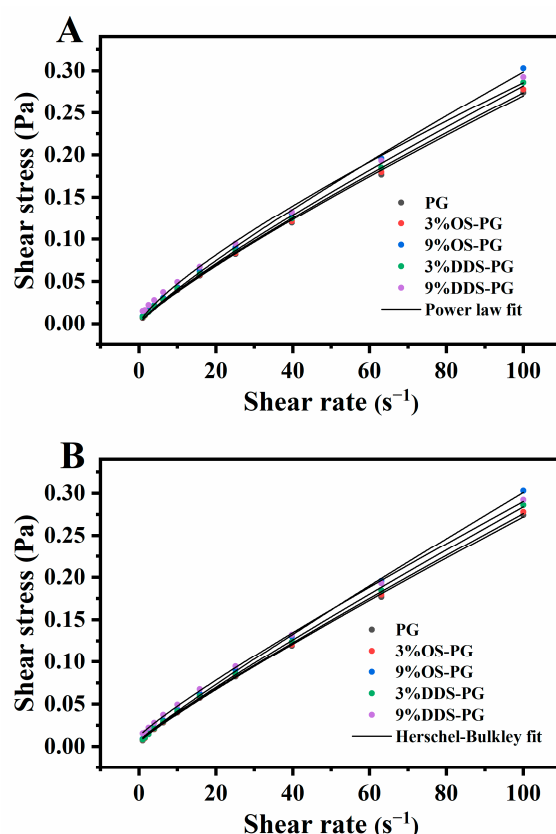 A
0.30
0.25
0.20
0.15
0.10
0.05
0.00
Shear stress (Pa)
PG
3%OS-PG
9%OS-PG
3%DDS-PG
9%DDS-PG
Power law fit
0 20 40 60 80 100
Shear rate (s⁻¹)
B
0.30
0.25
0.20
0.15
0.10
0.05
0.00
Shear stress (Pa)
PG
3%OS-PG
9%OS-PG
3%DDS-PG
9%DDS-PG
Herschel-Bulkley fit
0 20 40 60 80 100
Shear rate (s⁻¹)